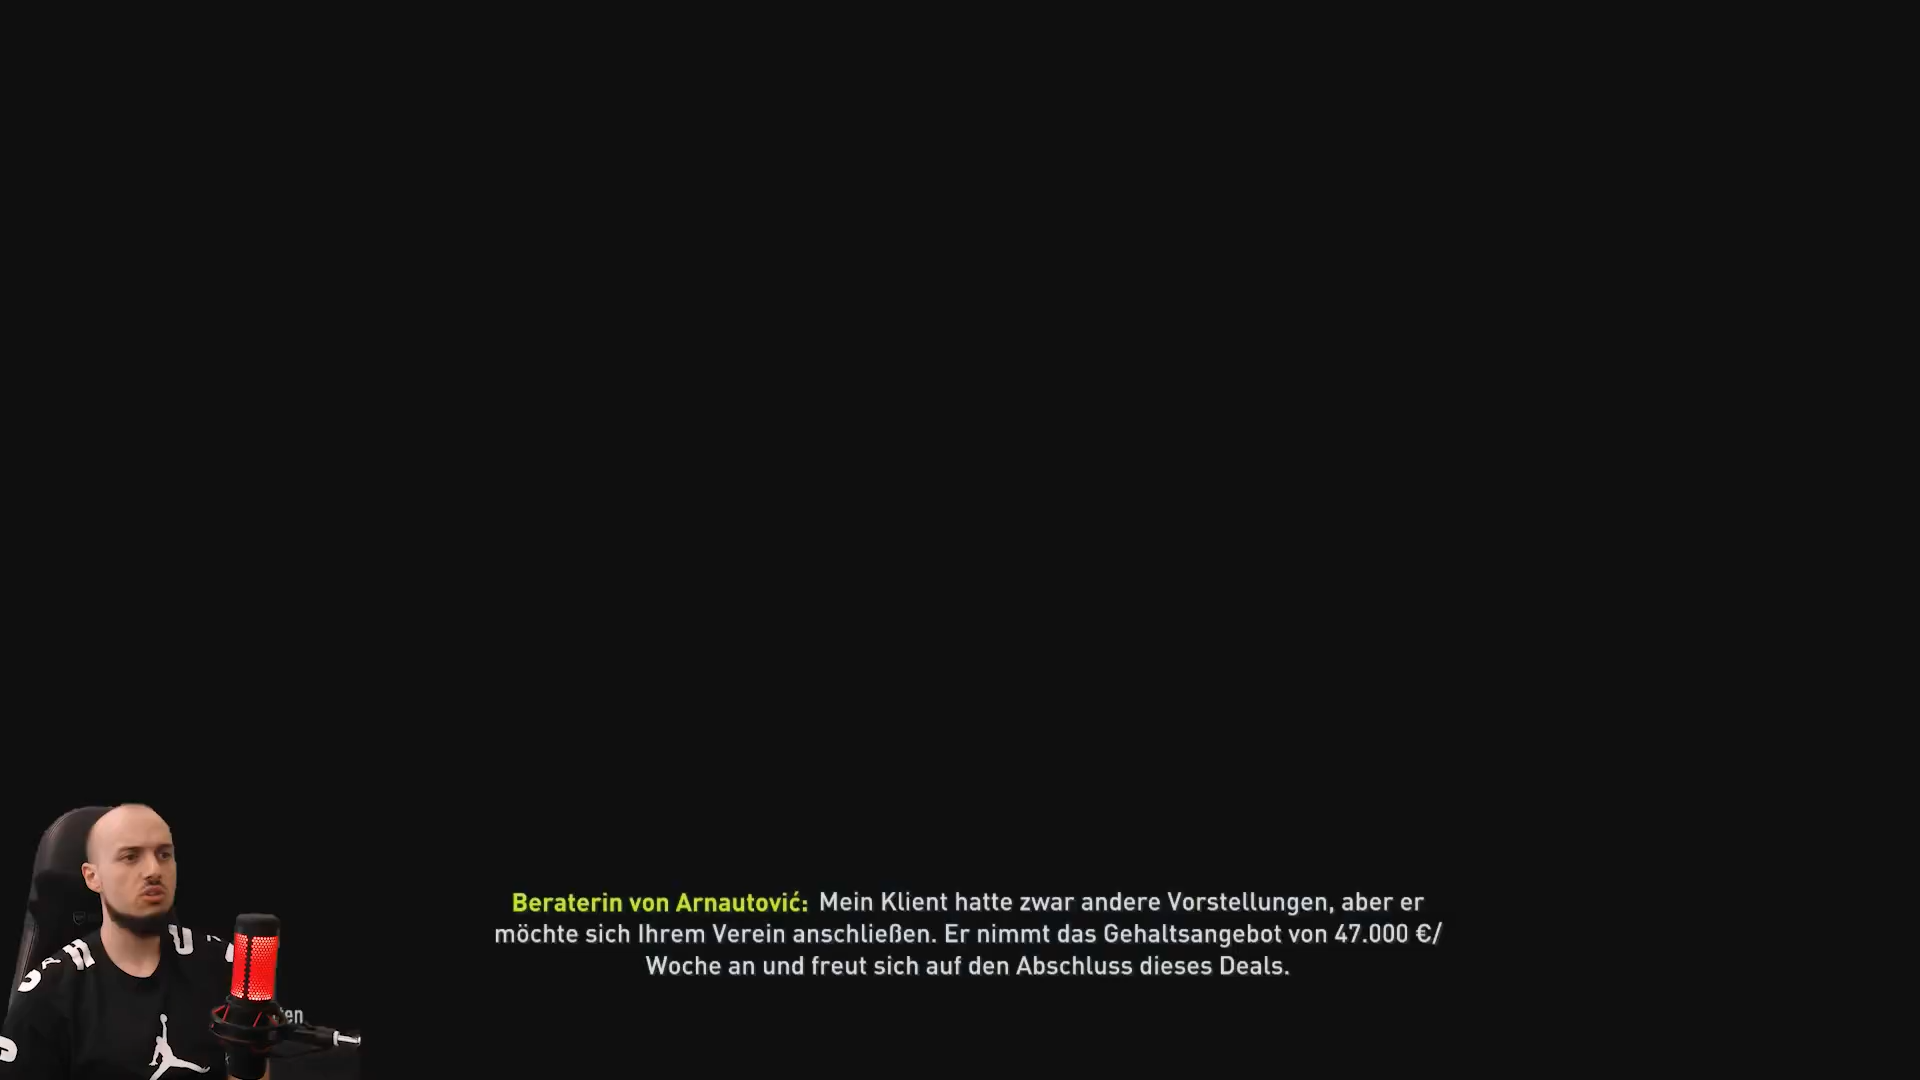 Beraterin von Arnautović: Mein Klient hatte zwar andere Vorstellungen, aber er
möchte sich Ihrem Verein anschließen. Er nimmt das Gehaltsangebot von 47.000 €/
Woche an und freut sich auf den Abschluss dieses Deals.